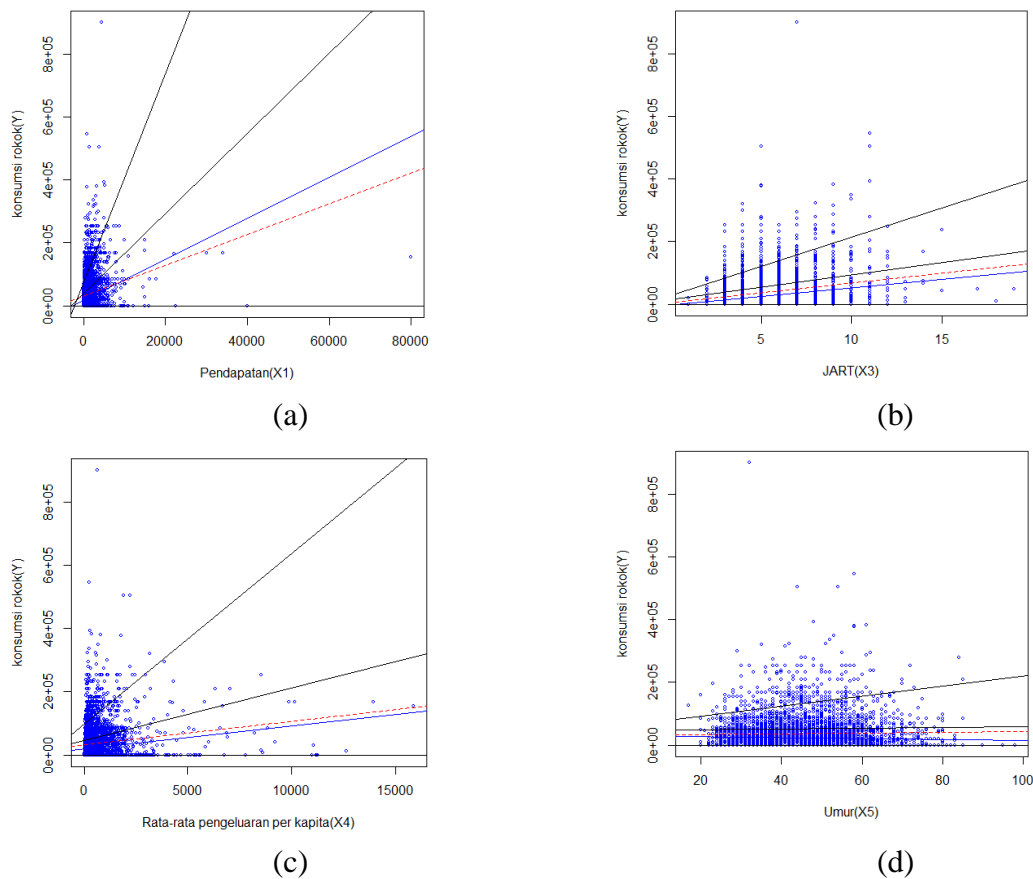 konsumsi rokok(Y)
0e+00 2e+05 4e+05 6e+05 8e+05
0 20000 40000 60000 80000
Pendapatan(X1)
(a)
konsumsi rokok(Y)
0e+00 2e+05 4e+05 6e+05 8e+05
5 10 15
JART(X3)
(b)
konsumsi rokok(Y)
0e+00 2e+05 4e+05 6e+05 8e+05
0 5000 10000 15000
Rata-rata pengeluaran per kapita(X4)
(c)
konsumsi rokok(Y)
0e+00 2e+05 4e+05 6e+05 8e+05
20 40 60 80 100
Umur(X5)
(d)